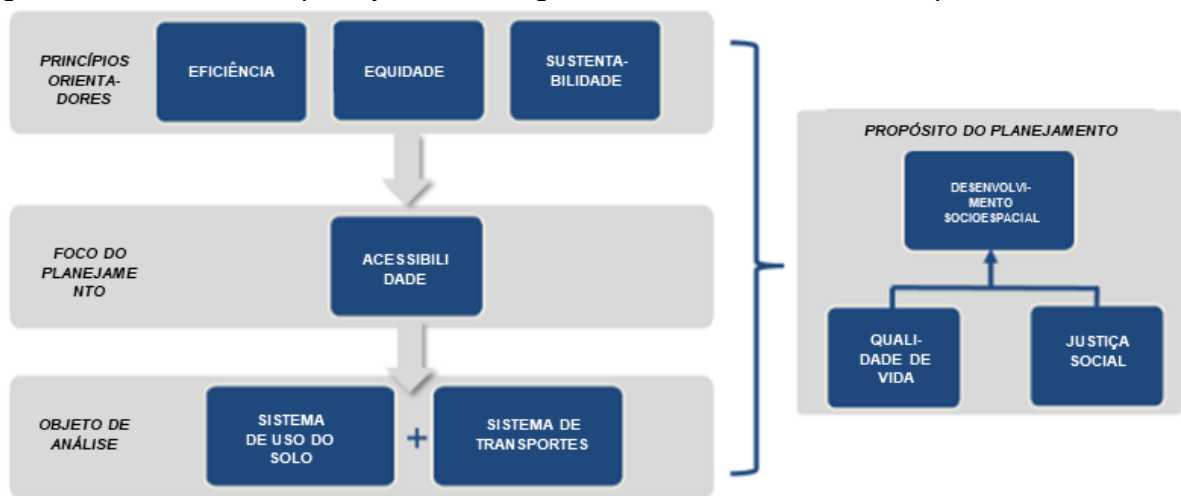 PRINCÍPIOS
ORIENTA-
DORES
EFICIÊNCIA
EQUIDADE
SUSTENTA-
BILIDADE
FOCO DO
PLANEJAME
NTO
ACESSIBILI
DADE
OBJETO DE
ANÁLISE
SISTEMA
DE USO DO
SOLO
+
SISTEMA DE
TRANSPORTES
PROPÓSITO DO PLANEJAMENTO
DESENVOLVI-
MENTO
SOCIOESPACIAL
QUALI-
DADE DE
VIDA
JUSTIÇA
SOCIAL